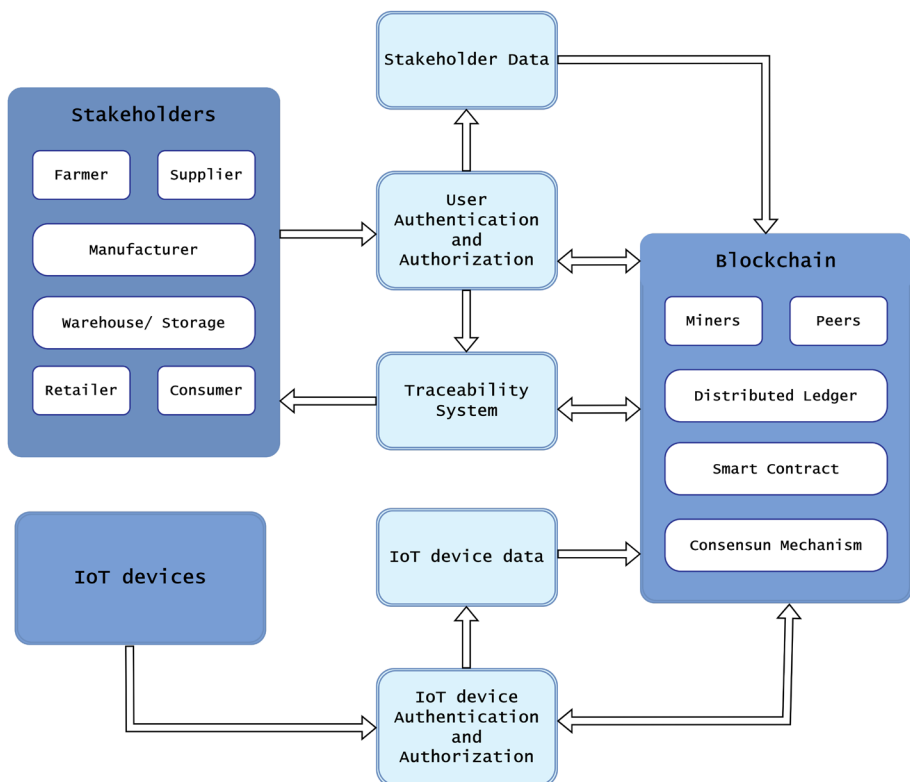 Stakeholder Data
Stakeholders
Farmer
Supplier
Manufacturer
Warehouse/ Storage
Retailer
Consumer
User
Authentication
and
Authorization
Traceability
System
Blockchain
Miners
Peers
Distributed Ledger
Smart Contract
Consensun Mechanism
IoT devices
IoT device data
IoT device
Authentication
and
Authorization